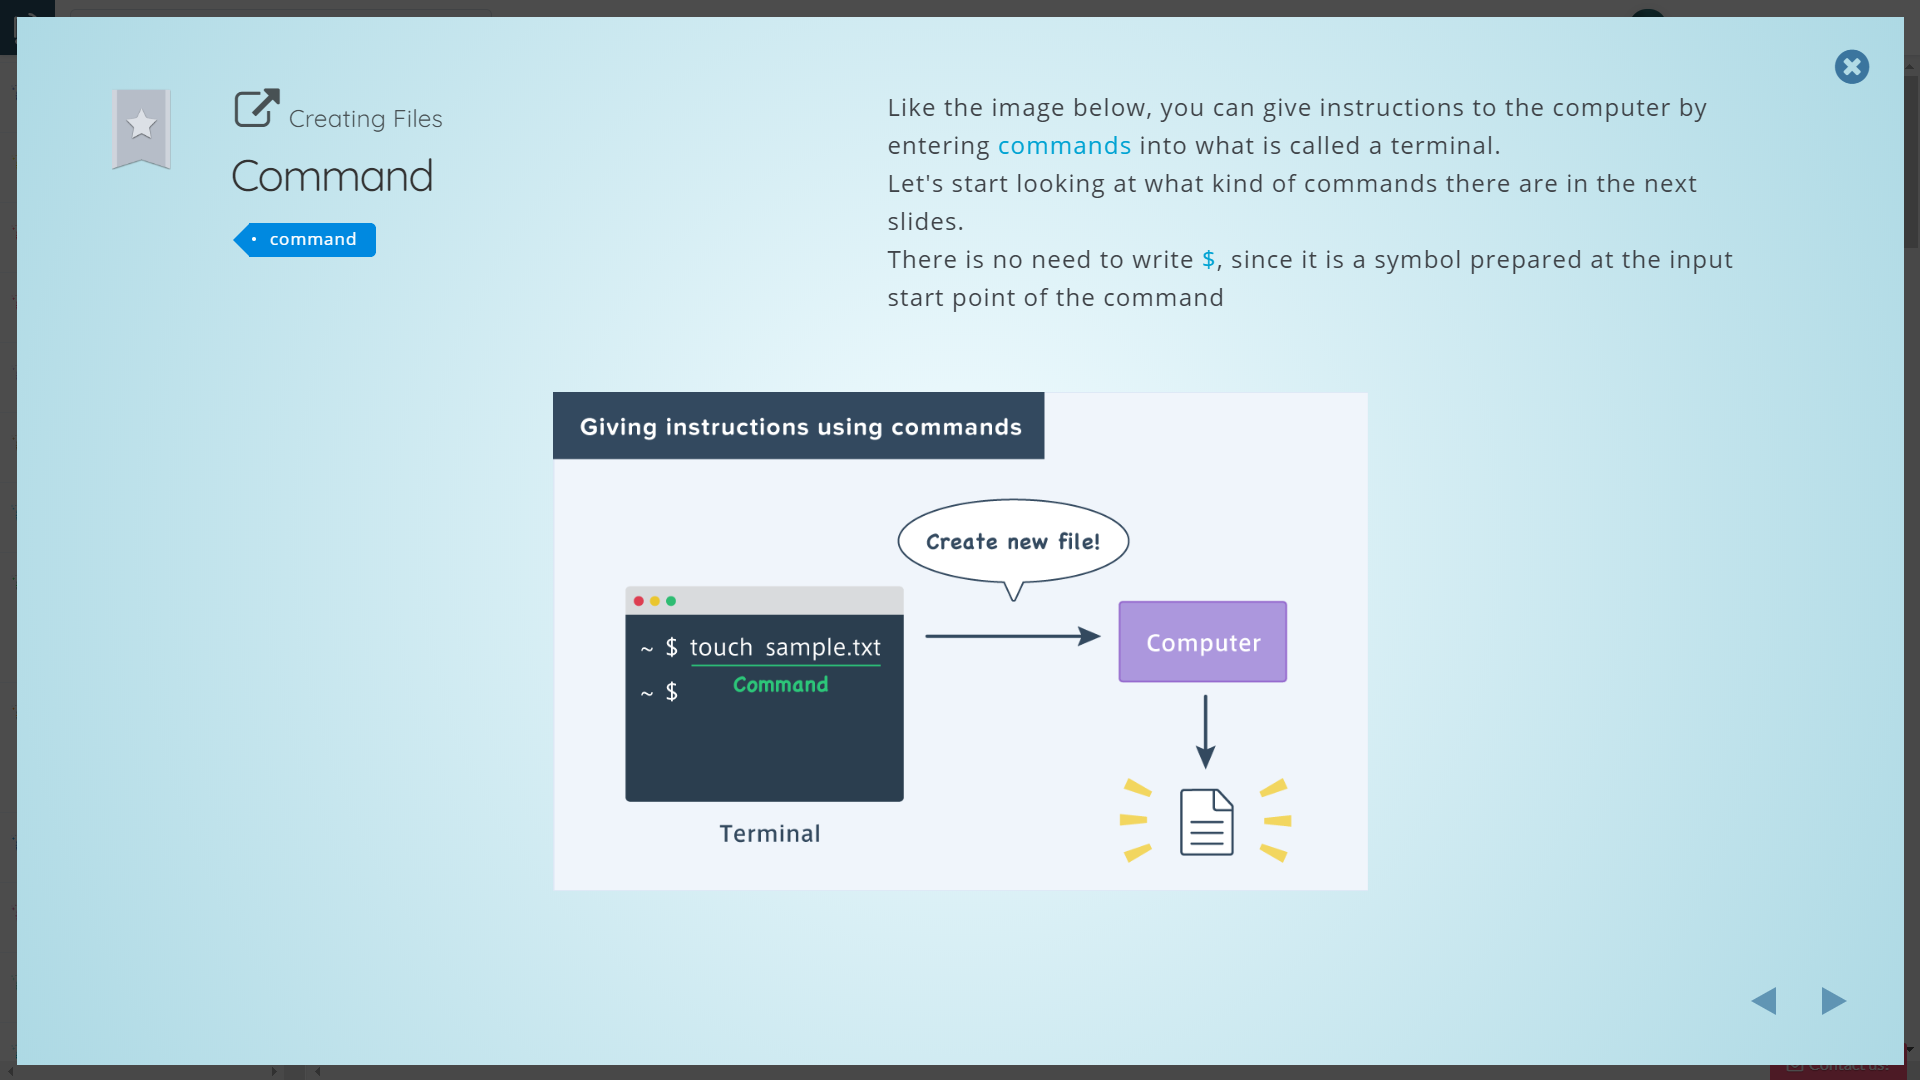 Creating Files
Command
command
Like the image below, you can give instructions to the computer by
entering commands into what is called a terminal.
Let's start looking at what kind of commands there are in the next
slides.
There is no need to write $, since it is a symbol prepared at the input
start point of the command
Giving instructions using commands
Create new file!
~ $ touch sample.txt
Command
~ $
Terminal
Computer
Contact us!